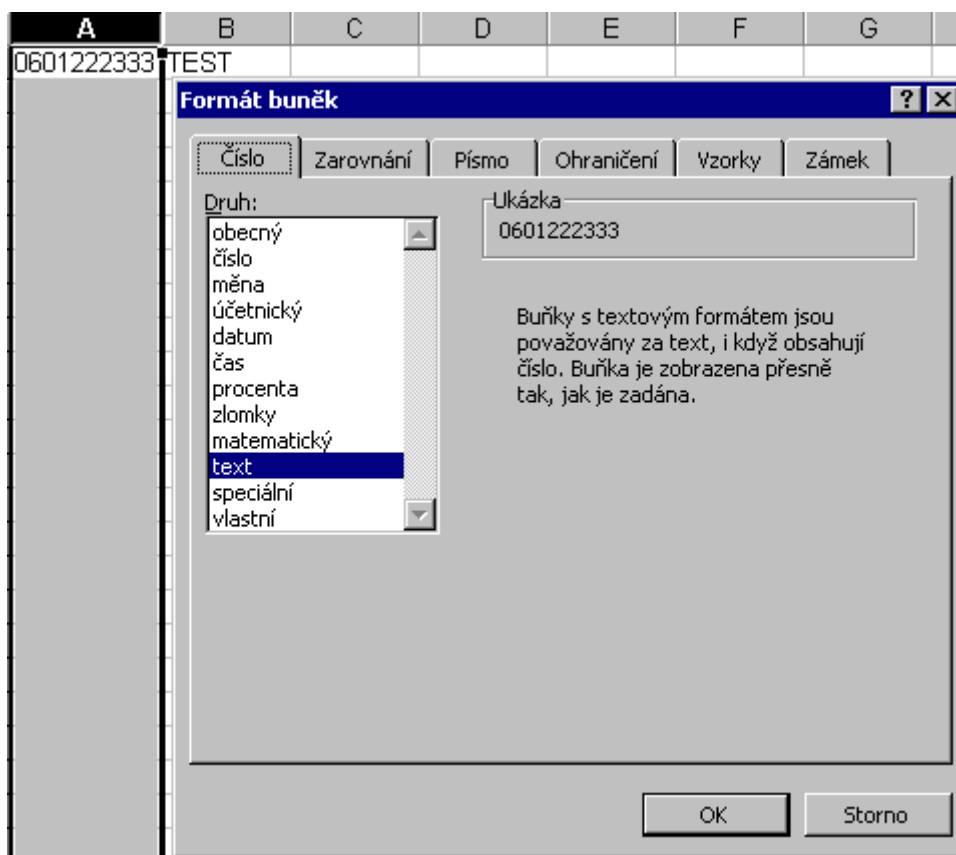 A B C D E F G
0601222333 TEST
Formát buněk
Číslo Zarovnání Písmo Ohraničení Vzorky Zámek
Druh:
obecný
číslo
měna
účetnický
datum
čas
procenta
zlomky
matematický
text
speciální
vlastní
Ukázka
0601222333
Buňky s textovým formátem jsou
považovány za text, i když obsahují
číslo. Buňka je zobrazena přesně
tak, jak je zadána.
OK Storno